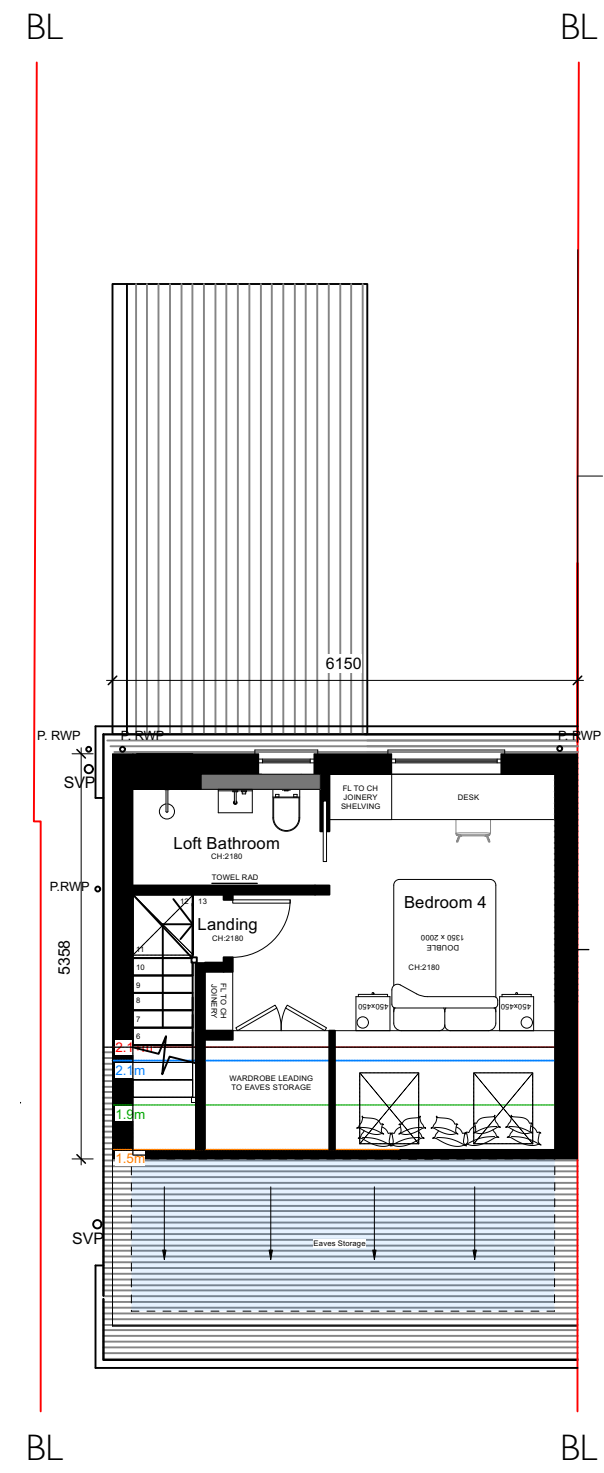 BL
BL
6150
P. RWP
P. RWP
P. RWP
SVP
FL TO CH
JOINERY
SHELVING
DESK
Loft Bathroom
CH:2180
TOWEL RAD
P.RWP
12
13
Landing
CH:2180
Bedroom 4
DOUBLE
1350 x 2000
CH:2180
11
10
9
8
7
6
5358
FL TO CH
JOINERY
450x450
450x450
2.1m
1.9m
1.5m
WARDROBE LEADING
TO EAVES STORAGE
SVP
Eaves Storage
BL
BL